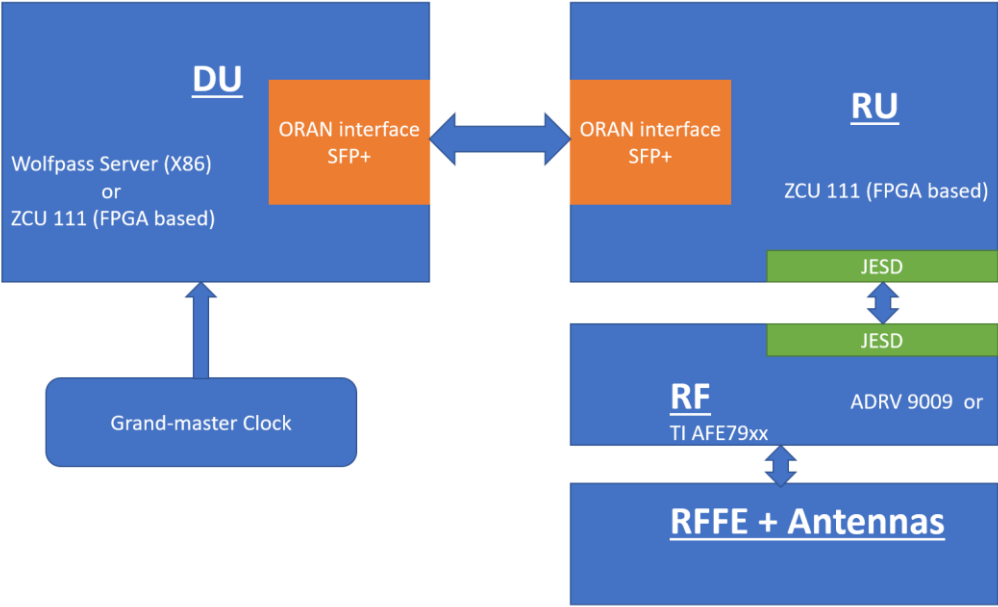 DU
ORAN interface
SFP+
Wolfpass Server (X86)
or
ZCU 111 (FPGA based)
Grand-master Clock
RU
ORAN interface
SFP+
ZCU 111 (FPGA based)
JESD
JESD
RF
ADRV 9009 or
TI AFE79xx
RFFE + Antennas